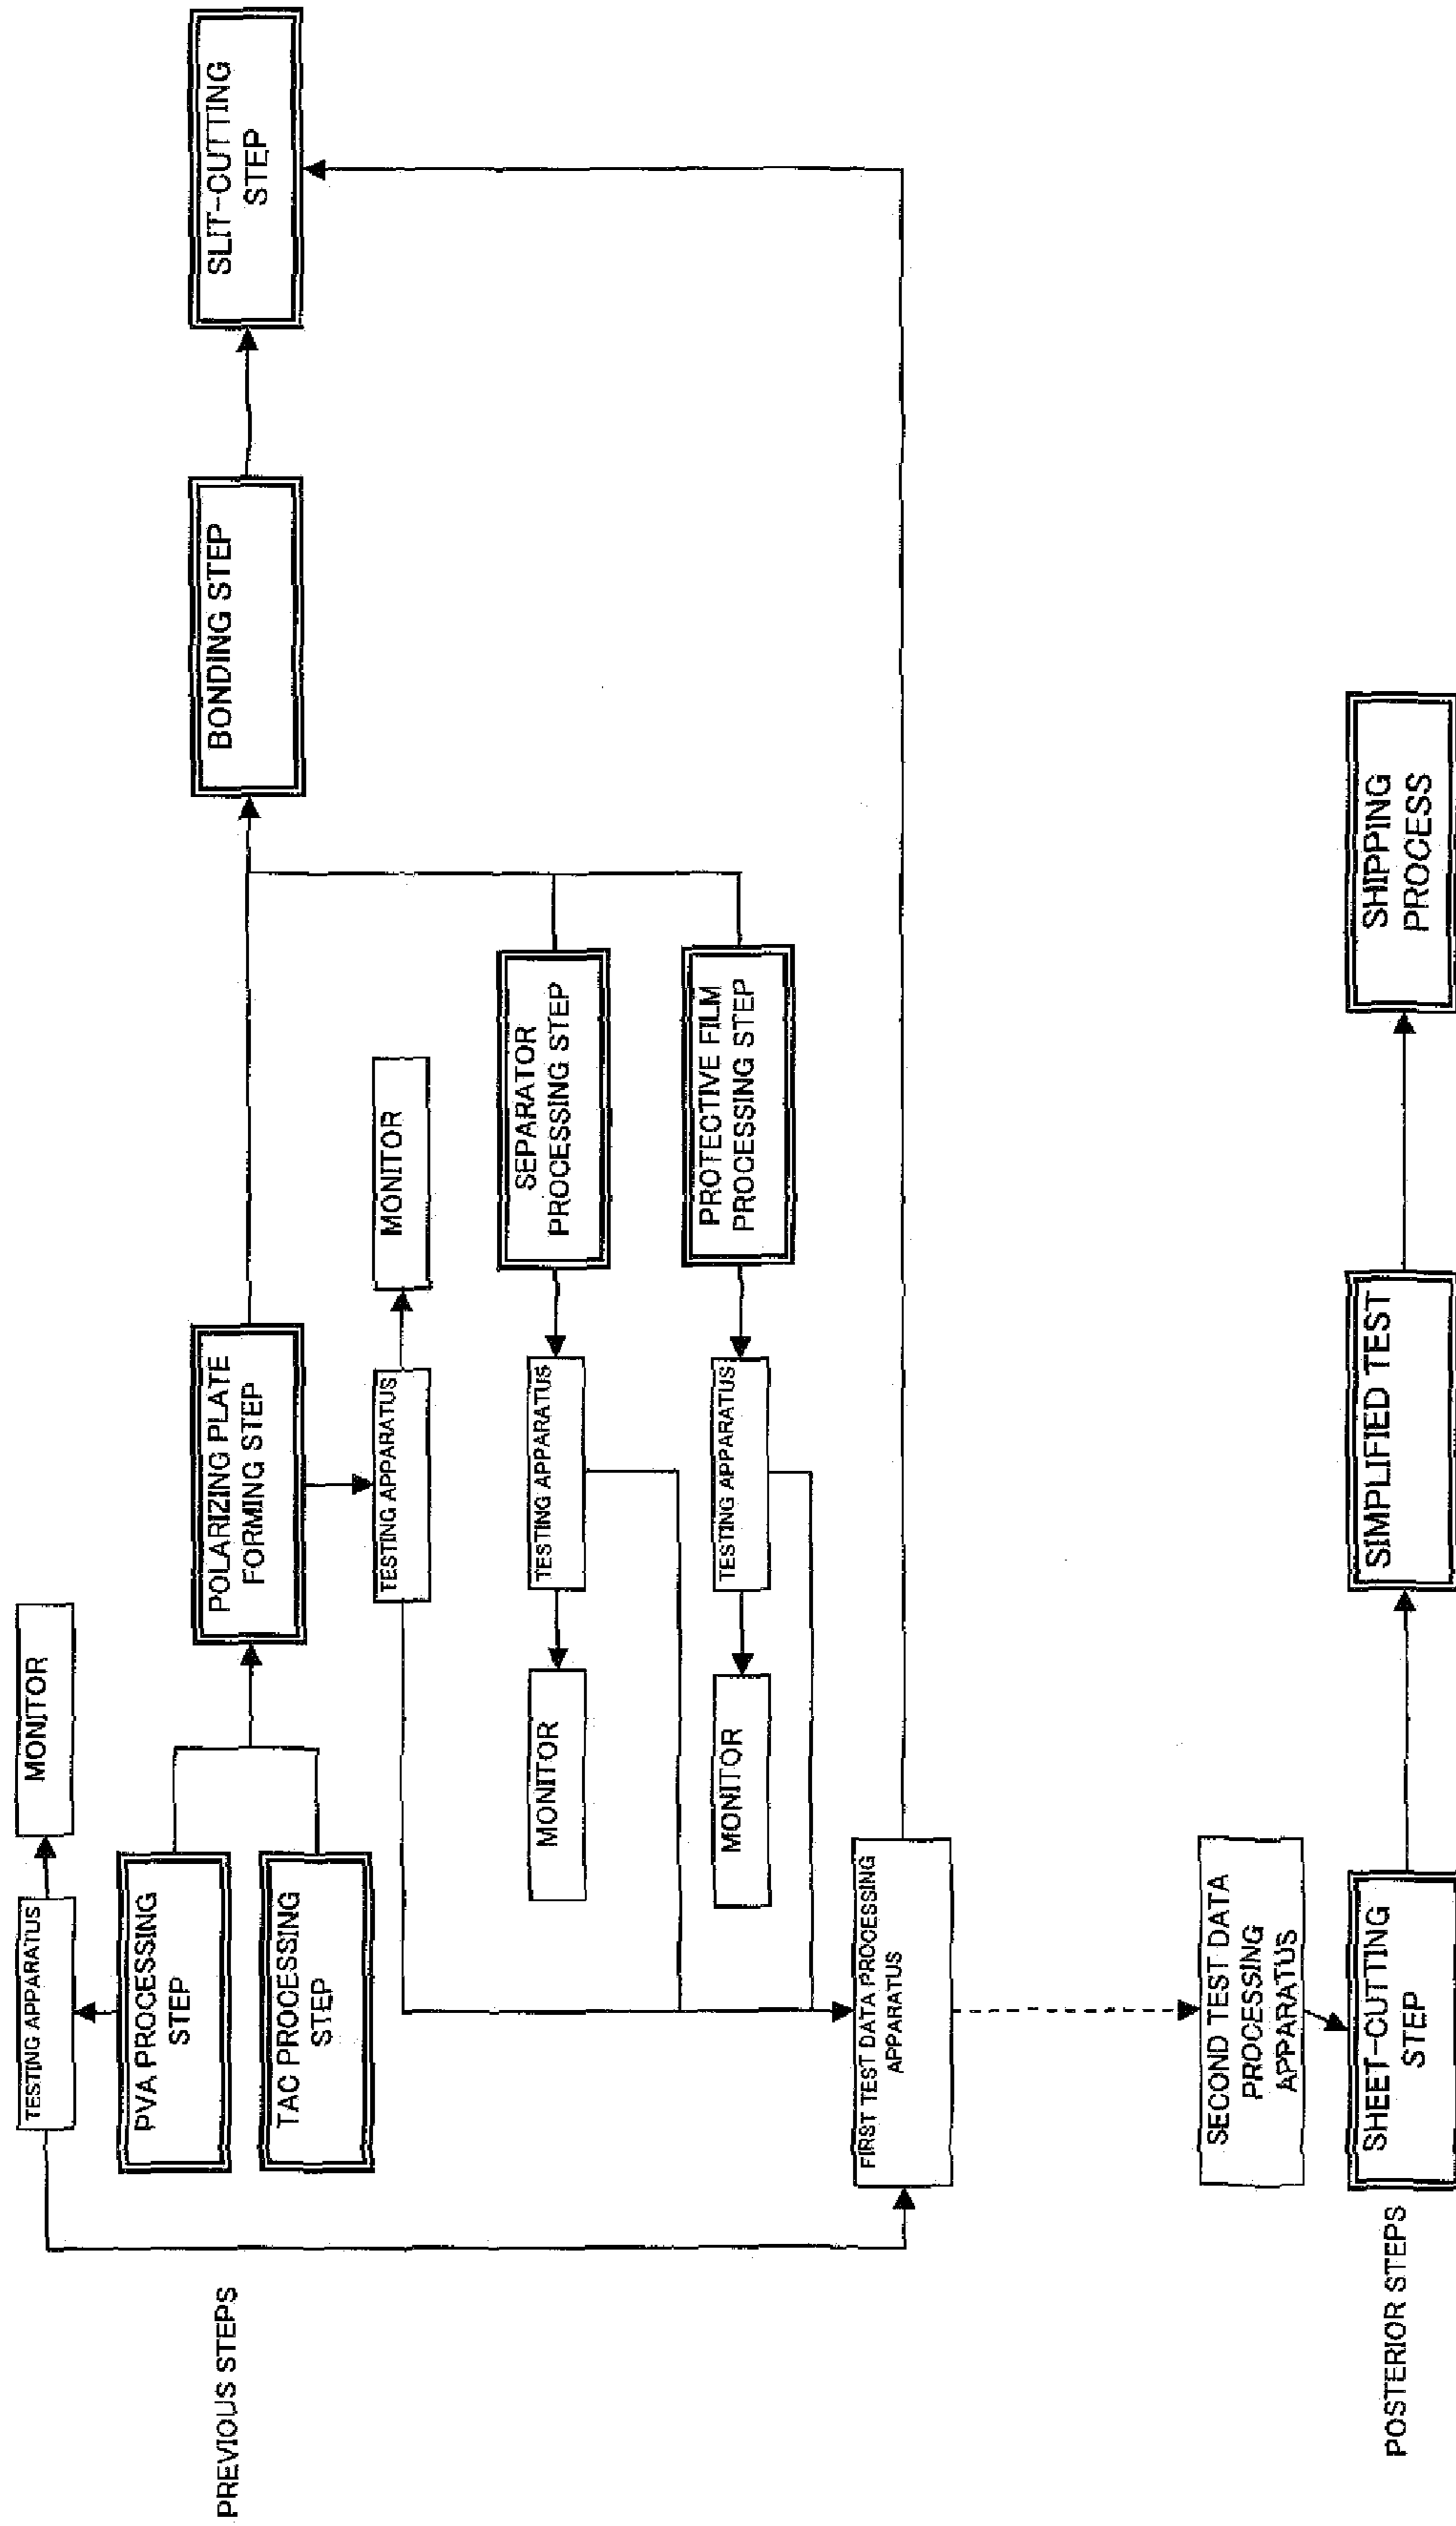 PREVIOUS STEPS
TESTING APPARATUS
MONITOR
PVA PROCESSING
STEP
TAC PROCESSING
STEP
POLARIZING PLATE
FORMING STEP
BONDING STEP
SLIT-CUTTING
STEP
TESTING APPARATUS
MONITOR
MONITOR
TESTING APPARATUS
SEPARATOR
PROCESSING STEP
MONITOR
TESTING APPARATUS
PROTECTIVE FILM
PROCESSING STEP
FIRST TEST DATA PROCESSING
APPARATUS
SECOND TEST DATA
PROCESSING
APPARATUS
POSTERIOR STEPS
SHEET-CUTTING
STEP
SIMPLIFIED TEST
SHIPPING
PROCESS